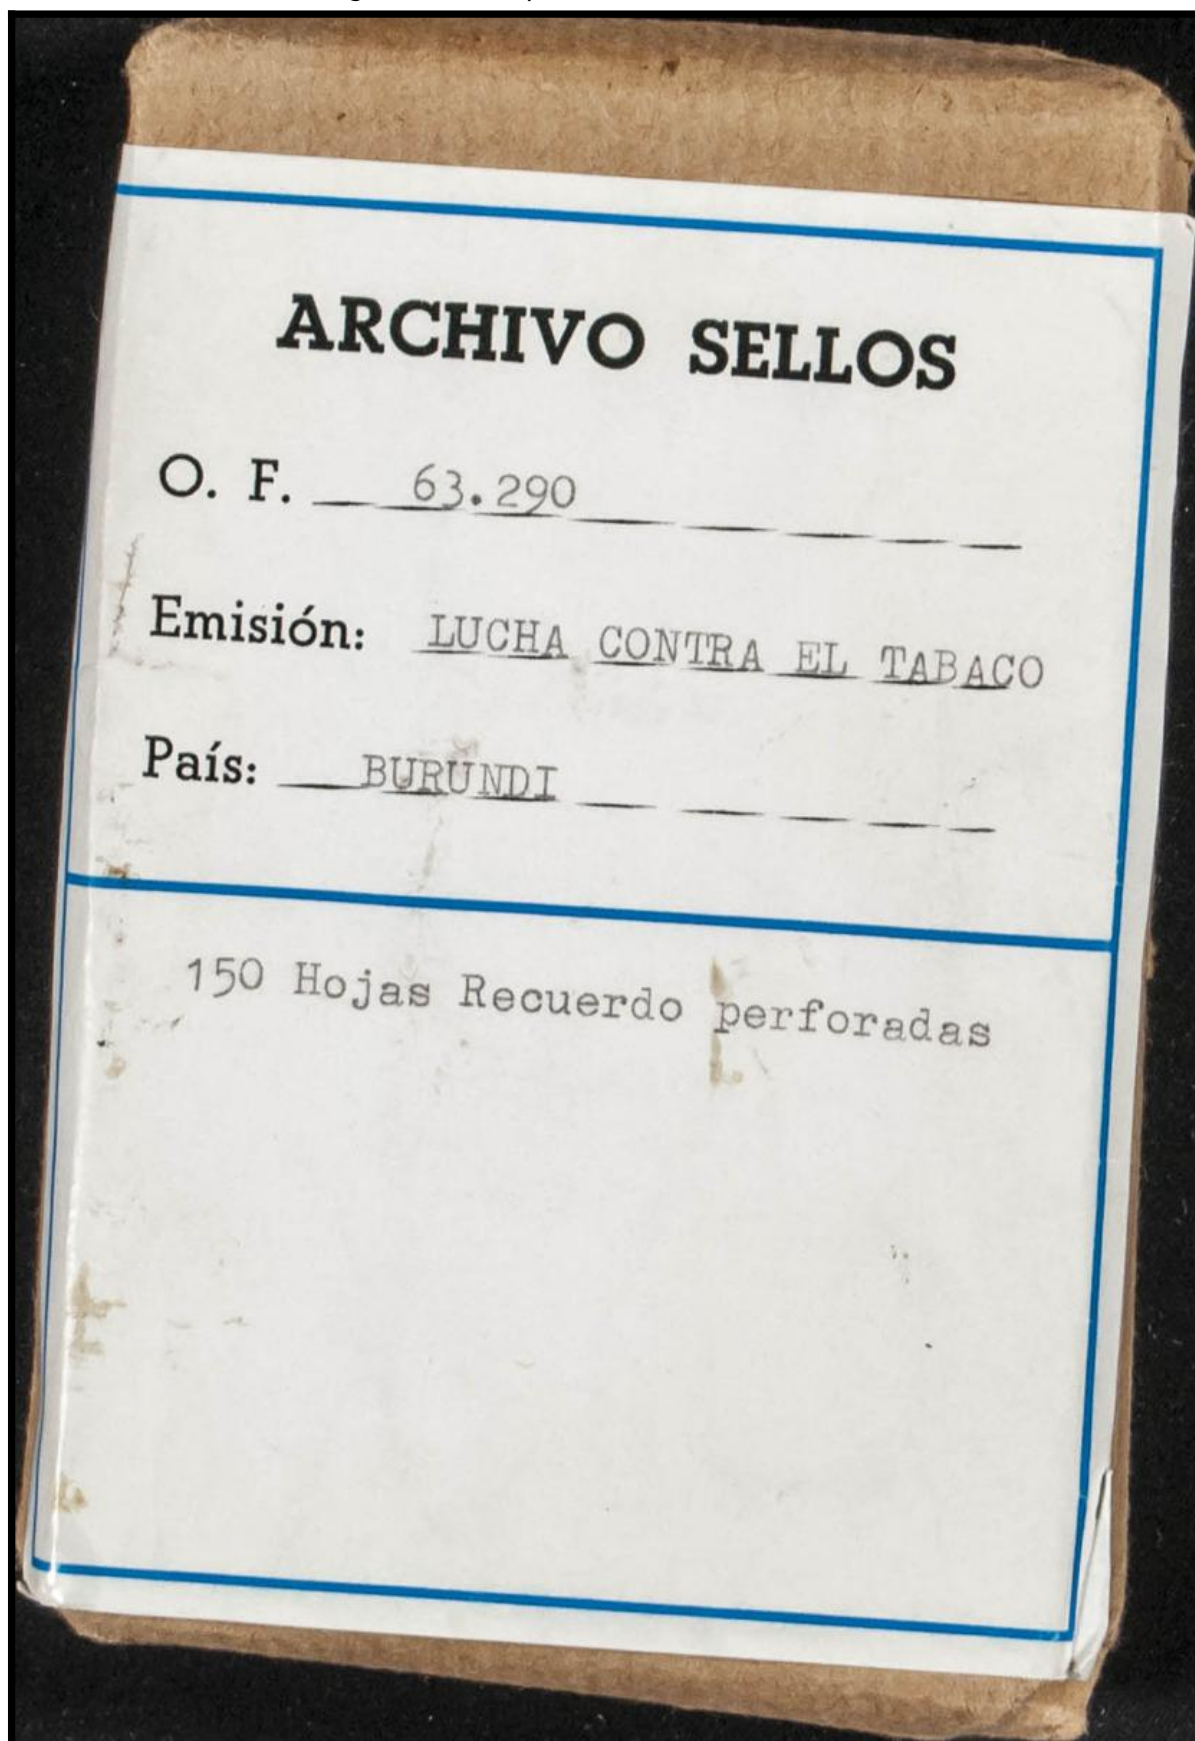 ARCHIVO SELLOS
O. F. 63.290
Emisión: LUCHA CONTRA EL TABACO
País: BURUNDI
150 Hojas Recuerdo perforadas